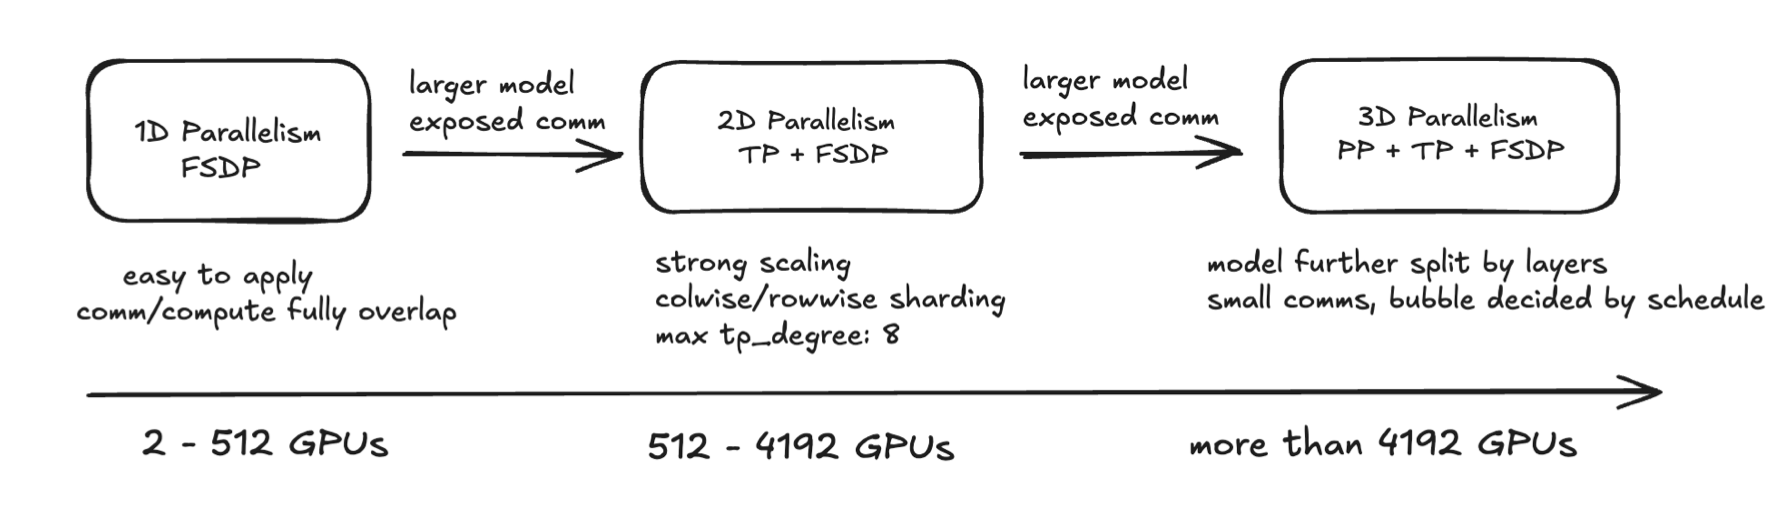 1D Parallelism
FSDP
larger model
exposed comm
2D Parallelism
TP + FSDP
larger model
exposed comm
3D Parallelism
PP + TP + FSDP
easy to apply
comm/compute fully overlap
strong scaling
colwise/rowwise sharding
max tp_degree: 8
model further split by layers
small comms, bubble decided by schedule
2 - 512 GPUs
512 - 4192 GPUs
more than 4192 GPUs